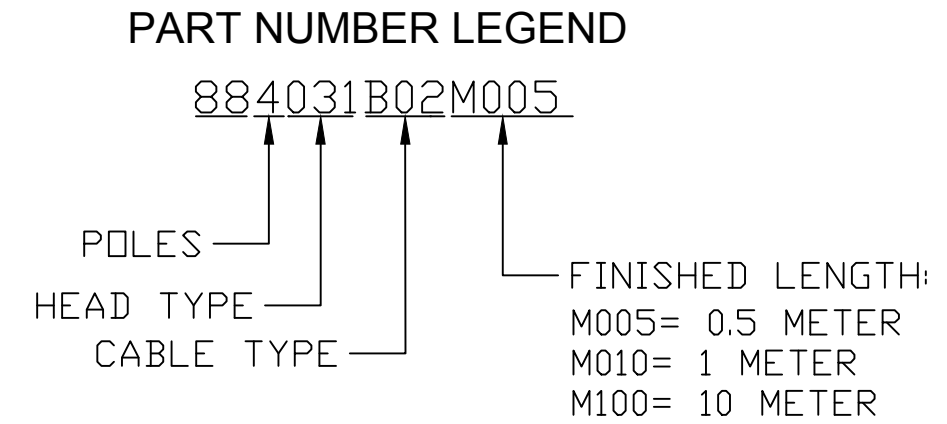 PART NUMBER LEGEND
884031B02M005
POLES
HEAD TYPE
CABLE TYPE
FINISHED LENGTH:
M005= 0.5 METER
M010= 1 METER
M100= 10 METER